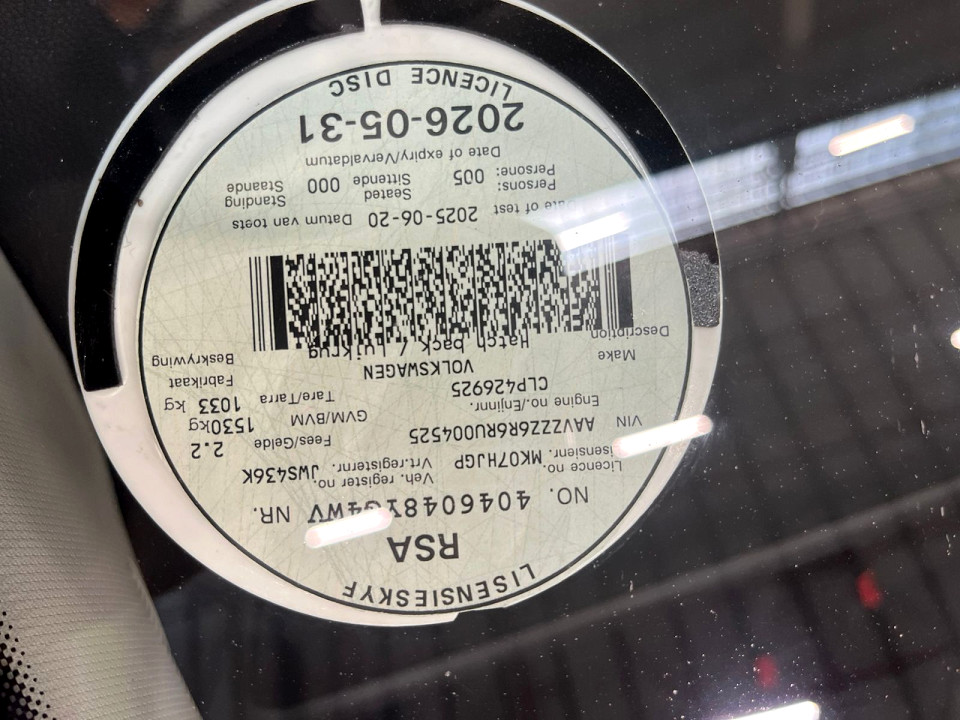 LISENSIESKYF
RSA
NO. NR.
Licence no. MK07HJGP Veh. register no. JWS436K
Lisensienr. Vrt.registernr.
VIN AAVZZZ6R6RU004525 Fees/Gelde 2.2
Engine no./Enjinnr. GVM/BVM 1530kg
CLP426925 Tare/Tarra 1033 kg
Make VOLKSWAGEN Fabrikaat
Description Hatch back / Luikrug Beskrywing
Date of test 2025-06-20 Datum van toets
Persons: 005 Seated 000 Standing
Persone: Sittende Staande
Date of expiry/Vervaldatum
2026-05-31
LICENCE DISC